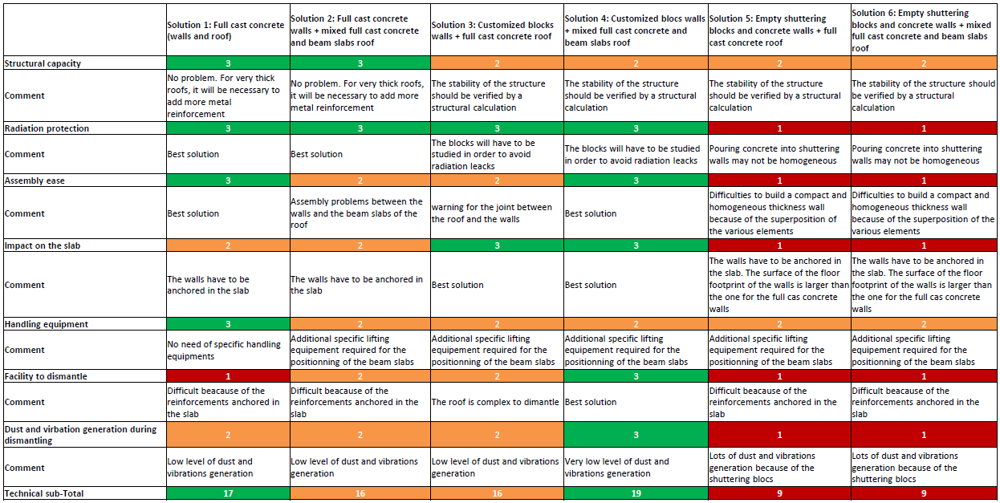 Solution 1: Full cast concrete
(walls and roof)
Solution 2: Full cast concrete
walls + mixed full cast concrete
and beam slabs roof
Solution 3: Customized blocks
walls + full cast concrete roof
Solution 4: Customized blocs walls
+ mixed full cast concrete and
beam slabs roof
Solution 5: Empty shuttering
blocks and concrete walls + full
cast concrete roof
Solution 6: Empty shuttering
blocks and concrete walls + mixed
full cast concrete and beam slabs
roof
Structural capacity
3
3
2
2
2
2
Comment
No problem. For very thick
roofs, it will be necessary to
add more metal
reinforcement
No problem. For very thick roofs,
it will be necessary to add more
metal reinforcement
The stability of the structure
should be verified by a
structural calculation
The stability of the structure
should be verified by a structural
calculation
The stability of the structure
should be verified by a structural
calculation
The stability of the structure should
be verified by a structural
calculation
Radiation protection
3
3
3
3
1
1
Comment
Best solution
Best solution
The blocks will have to be
studied in order to avoid
radiation leacks
The blocks will have to be studied
in order to avoid radiation leacks
Pouring concrete into shuttering
walls may not be homogeneous
Pouring concrete into shuttering
walls may not be homogeneous
Assembly ease
3
2
2
3
1
1
Comment
Best solution
Assembly problems between the
walls and the beam slabs of the
roof
warning for the joint between
the roof and the walls
Best solution
Difficulties to build a compact and
homogeneous thickness wall
because of the superposition of
the various elements
Difficulties to build a compact and
homogeneous thickness wall
because of the superposition of the
various elements
Impact on the slab
2
2
3
3
1
1
Comment
The walls have to be
anchored in the slab
The walls have to be anchored in
the slab
Best solution
Best solution
The walls have to be anchored in
the slab. The surface of the floor
footprint of the walls is larger than
the one for the full cas concrete
walls
The walls have to be anchored in
the slab. The surface of the floor
footprint of the walls is larger than
the one for the full cas concrete
walls
Handling equipment
3
2
2
2
2
2
Comment
No need of specific handling
equipments
Additional specific lifting
equipement required for the
positionning of the beam slabs
Additional specific lifting
equipement required for the
positionning of the beam slabs
Additional specific lifting
equipement required for the
positionning of the beam slabs
Additional specific lifting
equipement required for the
positionning of the beam slabs
Additional specific lifting
equipement required for the
positionning of the beam slabs
Facility to dismantle
1
2
2
3
1
1
Comment
Difficult beacause of the
reinforcements anchored in
the slab
Difficult beacause of the
reinforcements anchored in the
slab
The roof is complex to dimantle
Best solution
Difficult beacause of the
reinforcements anchored in the
slab
Difficult beacause of the
reinforcements anchored in the
slab
Dust and virbation generation during
dismantling
2
2
2
3
1
1
Comment
Low level of dust and
vibrations generation
Low level of dust and vibrations
generation
Low level of dust and vibrations
generation
Very low level of dust and
vibrations generation
Lots of dust and vibrations
generation because of the
shuttering blocs
Lots of dust and vibrations
generation because of the
shuttering blocs
Technical sub-Total
17
16
16
19
9
9